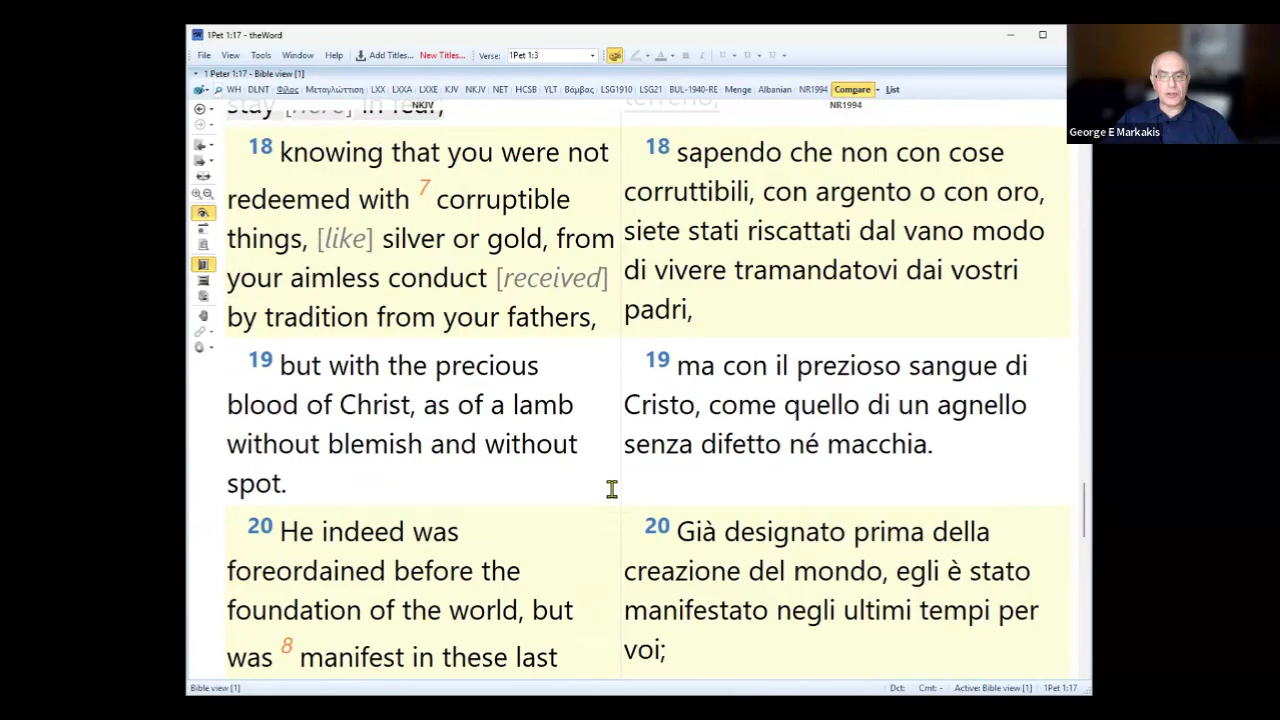 1Pet 1:17 - theWord
File View Tools Window Help Add Titles... New Titles... Verse: 1Pet 1:3
1 Peter 1:17 - Bible view [1]
WH DLNT Φίλος Μεταγλώττιση LXX LXXA LXXE KJV NKJV NET HCSB YLT Βαμβας LSG1910 LSG21 BUL-1940-RE Menge Albanian NR1994 Compare List
NKJV
NR1994
stay [here] in fear;
terreno;
18 knowing that you were not
redeemed with 7 corruptible
things, [like] silver or gold, from
your aimless conduct [received]
by tradition from your fathers,
19 but with the precious
blood of Christ, as of a lamb
without blemish and without
spot.
20 He indeed was
foreordained before the
foundation of the world, but
was 8 manifest in these last
18 sapendo che non con cose
corruttibili, con argento o con oro,
siete stati riscattati dal vano modo
di vivere tramandatovi dai vostri
padri,
19 ma con il prezioso sangue di
Cristo, come quello di un agnello
senza difetto né macchia.
20 Già designato prima della
creazione del mondo, egli è stato
manifestato negli ultimi tempi per
voi;
Bible view [1]
Dct: Cmt: - Active: Bible view [1] 1Pet 1:17
George E Markakis